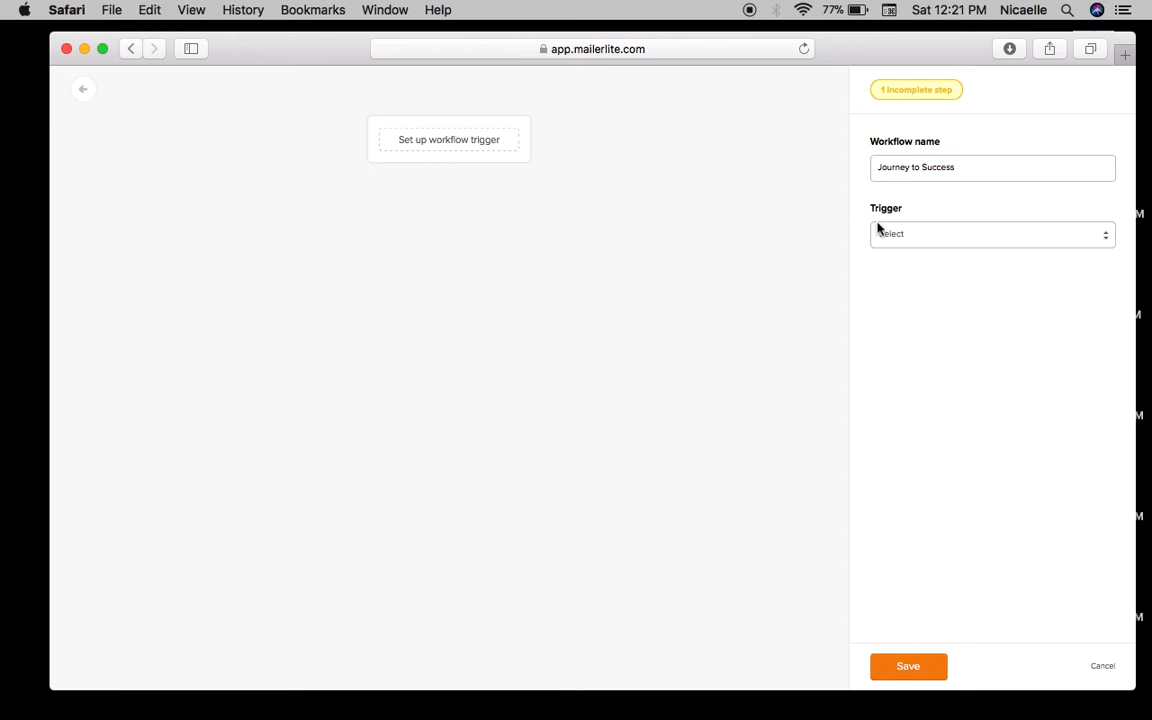 Safari File Edit View History Bookmarks Window Help 77% Sat 12:21 PM Nicaelle
app.mailerlite.com
1 incomplete step
Set up workflow trigger
Workflow name
Journey to Success
Trigger
Select
M
M
M
M
M
Save Cancel